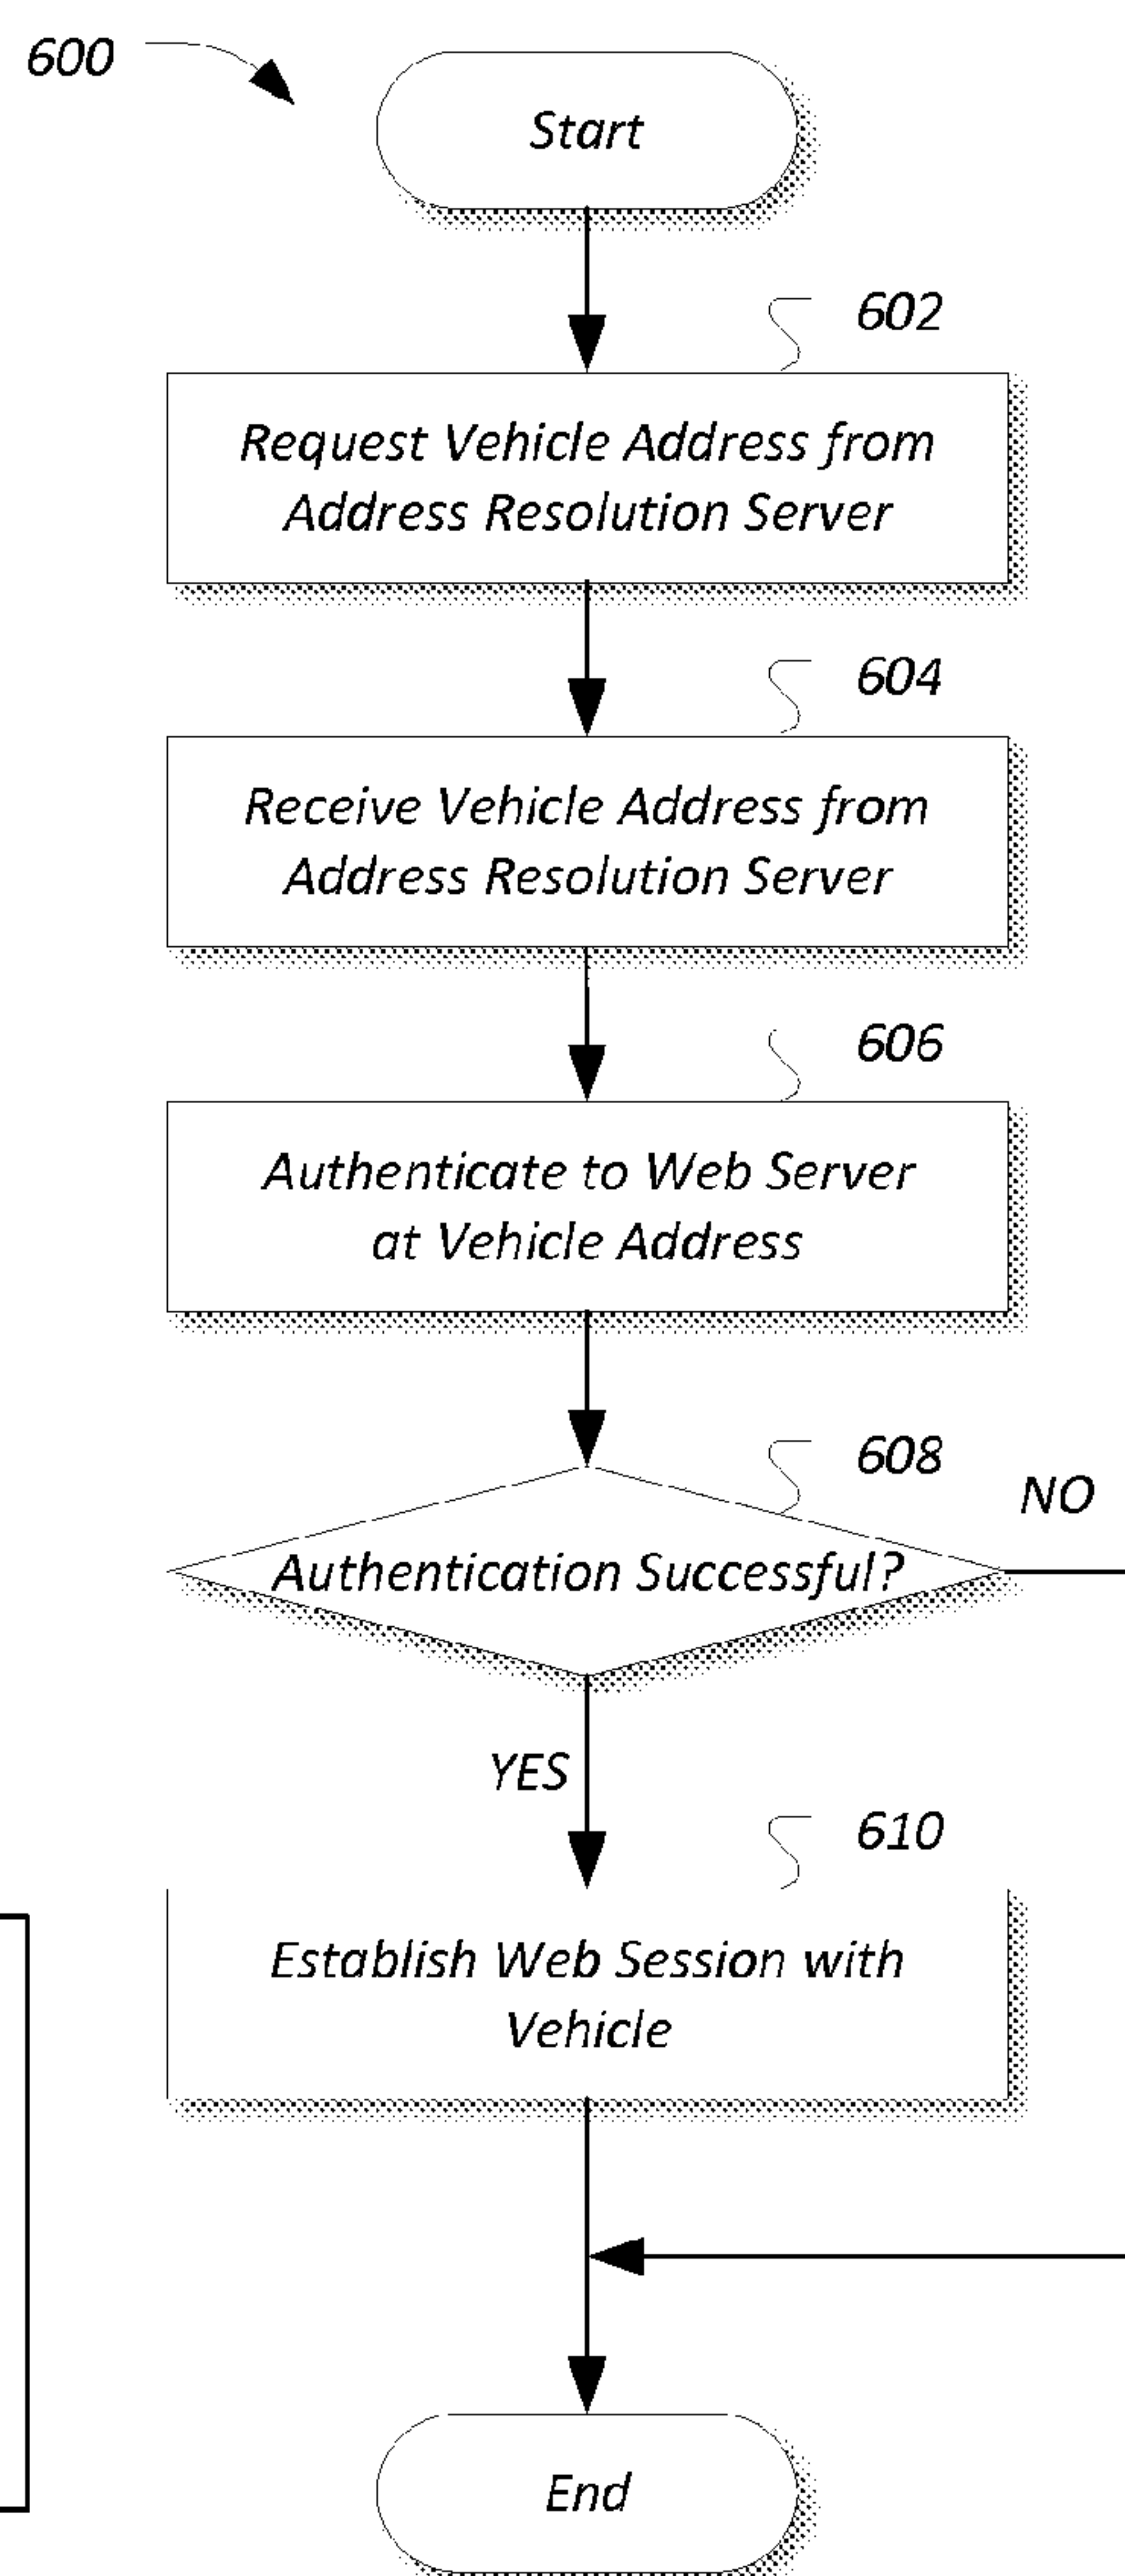 600
Start
602
Request Vehicle Address from
Address Resolution Server
604
Receive Vehicle Address from
Address Resolution Server
606
Authenticate to Web Server
at Vehicle Address
608
NO
Authentication Successful?
YES
610
Establish Web Session with
Vehicle
End